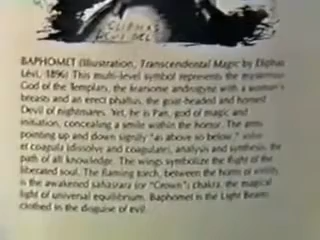 ELIPHAS
BAPHOMET (Illustration, Transcendental Magic by Eliphas
Lévi, 1896) This multi-level symbol represents the mysterious
God of the Templars, the fearsome androgyne with a woman's
breasts and an erect phallus, the goat-headed and horned
Devil of nightmares. Yet, he is Pan, god of magic and
initiation, concealing a smile within the horror. The arms
pointing up and down signify "as above so below," solve
et coagula (dissolve and coagulate), analysis and synthesis, the
path of all knowledge. The wings symbolize the flight of the
liberated soul. The flaming torch, between the horns of
is the awakened sahasrara (or "Crown") chakra, the magical
light of universal equilibrium. Baphomet is the Light Bearer
clothed in the disguise of evil.